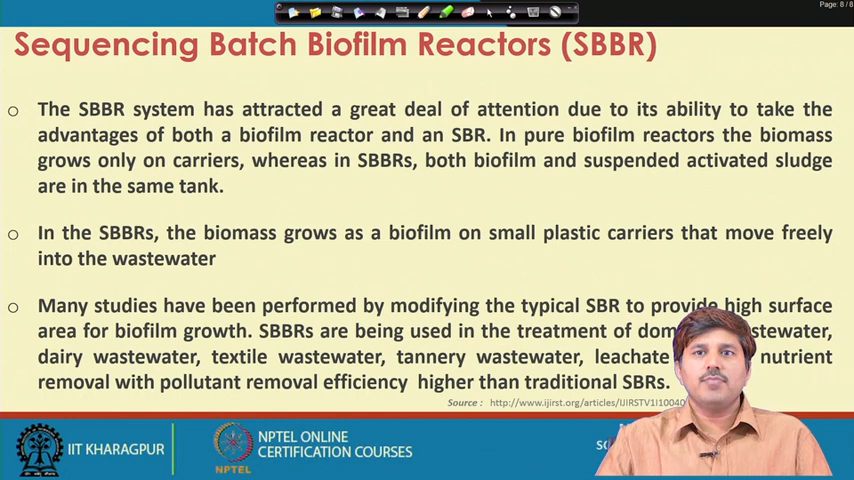 Page: 8 / 8
Sequencing Batch Biofilm Reactors (SBBR)
o The SBBR system has attracted a great deal of attention due to its ability to take the
advantages of both a biofilm reactor and an SBR. In pure biofilm reactors the biomass
grows only on carriers, whereas in SBBRs, both biofilm and suspended activated sludge
are in the same tank.
o In the SBBRs, the biomass grows as a biofilm on small plastic carriers that move freely
into the wastewater
o Many studies have been performed by modifying the typical SBR to provide high surface
area for biofilm growth. SBBRs are being used in the treatment of
dairy wastewater, textile wastewater, tannery wastewater, leachate nutrient
removal with pollutant removal efficiency higher than traditional SBRs.
Source : http://www.ijirst.org/articles/IJIRSTV1I10040
IIT KHARAGPUR
NPTEL
NPTEL ONLINE
CERTIFICATION COURSES